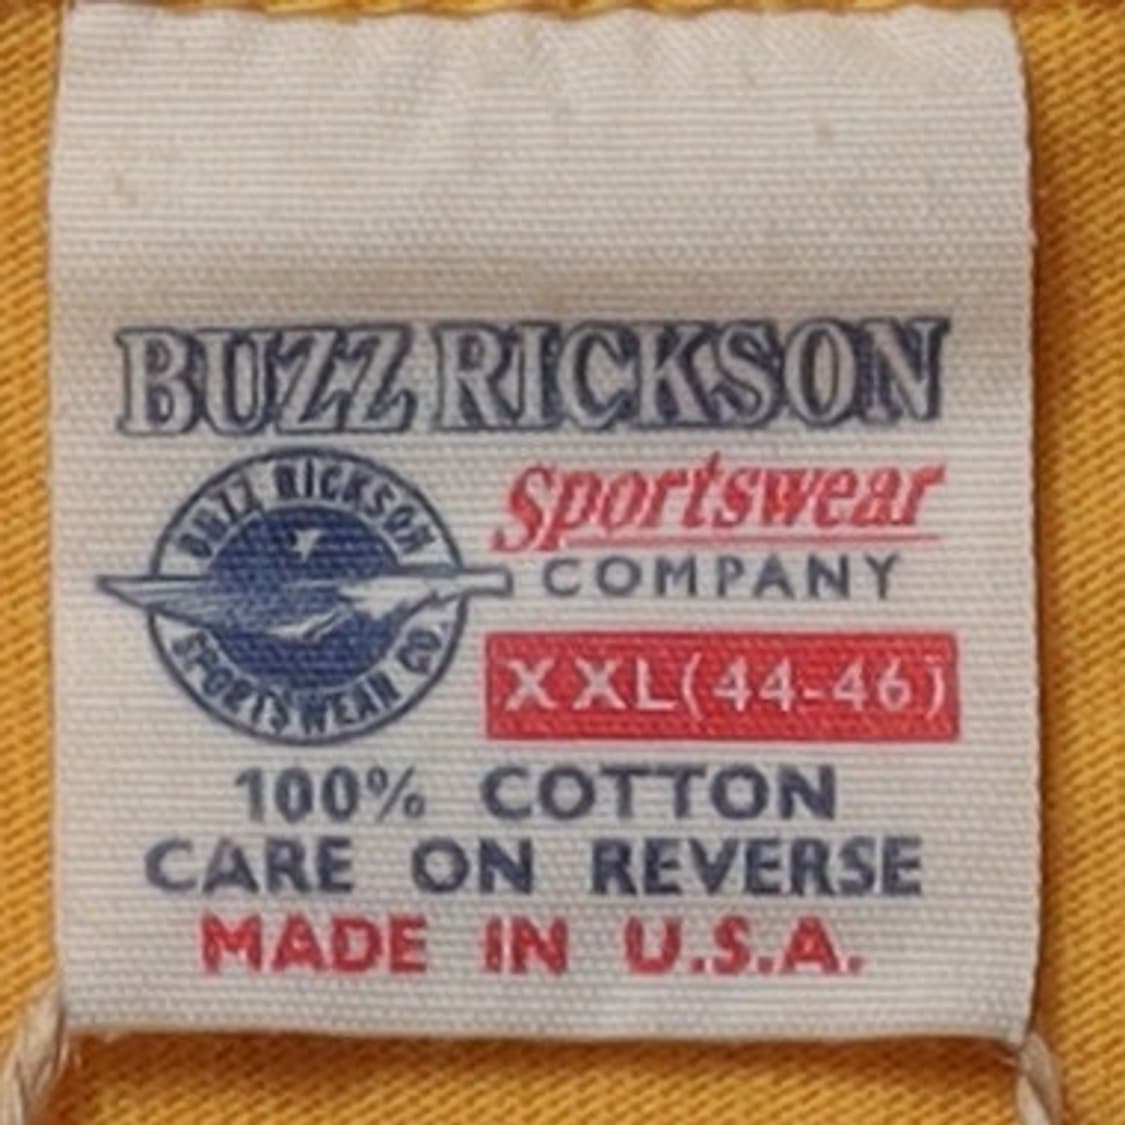 BUZZ RICKSON
BUZZ RICKSON
SPORTSWEAR CO.
Sportswear
COMPANY
XXL(44-46)
100% COTTON
CARE ON REVERSE
MADE IN U.S.A.